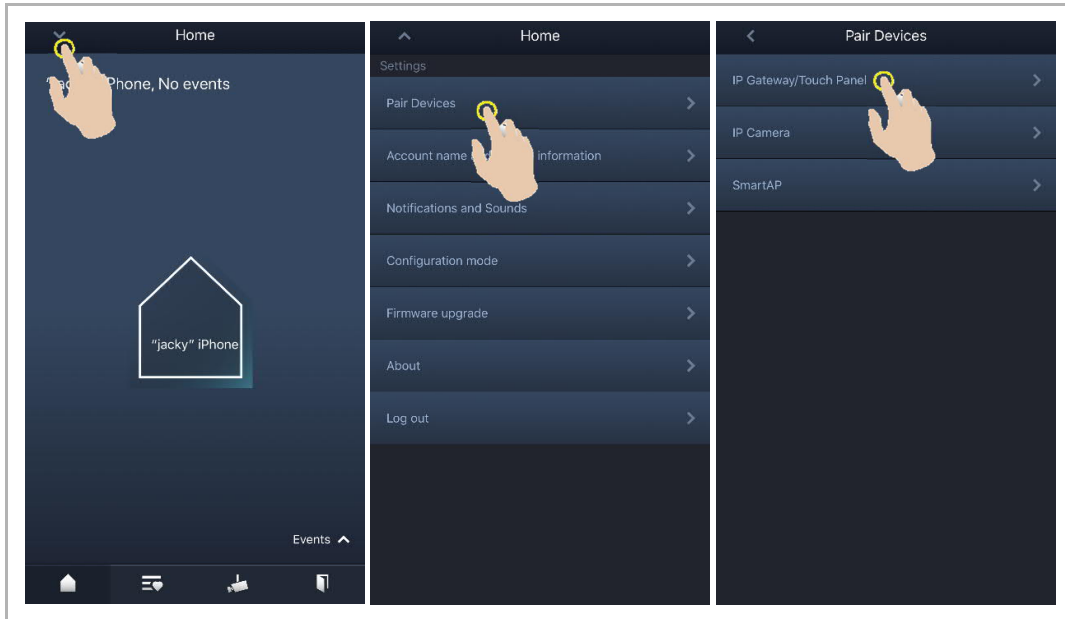 Home
Phone, No events
"jacky" iPhone
Events
Home
Settings
Pair Devices
Account name information
Notifications and Sounds
Configuration mode
Firmware upgrade
About
Log out
Pair Devices
IP Gateway/Touch Panel
IP Camera
SmartAP